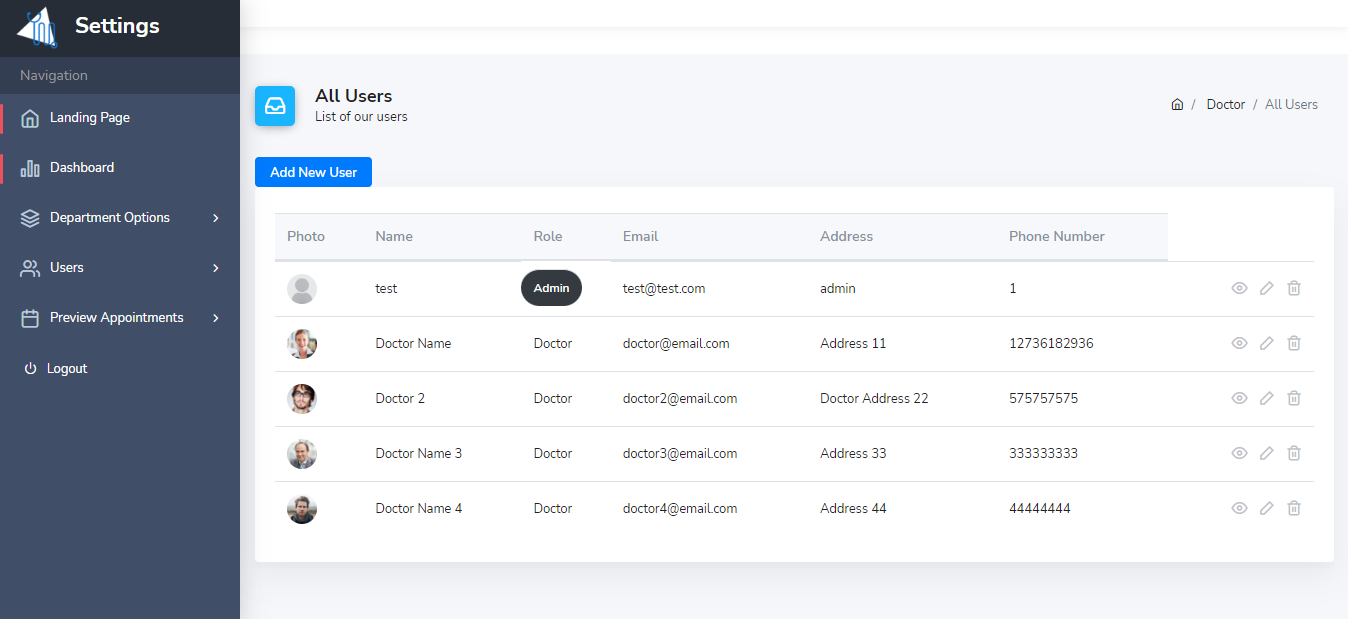 Settings
Navigation
Landing Page
Dashboard
Department Options
Users
Preview Appointments
Logout
All Users
List of our users
/ Doctor / All Users
Add New User
Photo Name Role Email Address Phone Number
test Admin test@test.com admin 1
Doctor Name Doctor doctor@email.com Address 11 12736182936
Doctor 2 Doctor doctor2@email.com Doctor Address 22 575757575
Doctor Name 3 Doctor doctor3@email.com Address 33 333333333
Doctor Name 4 Doctor doctor4@email.com Address 44 44444444